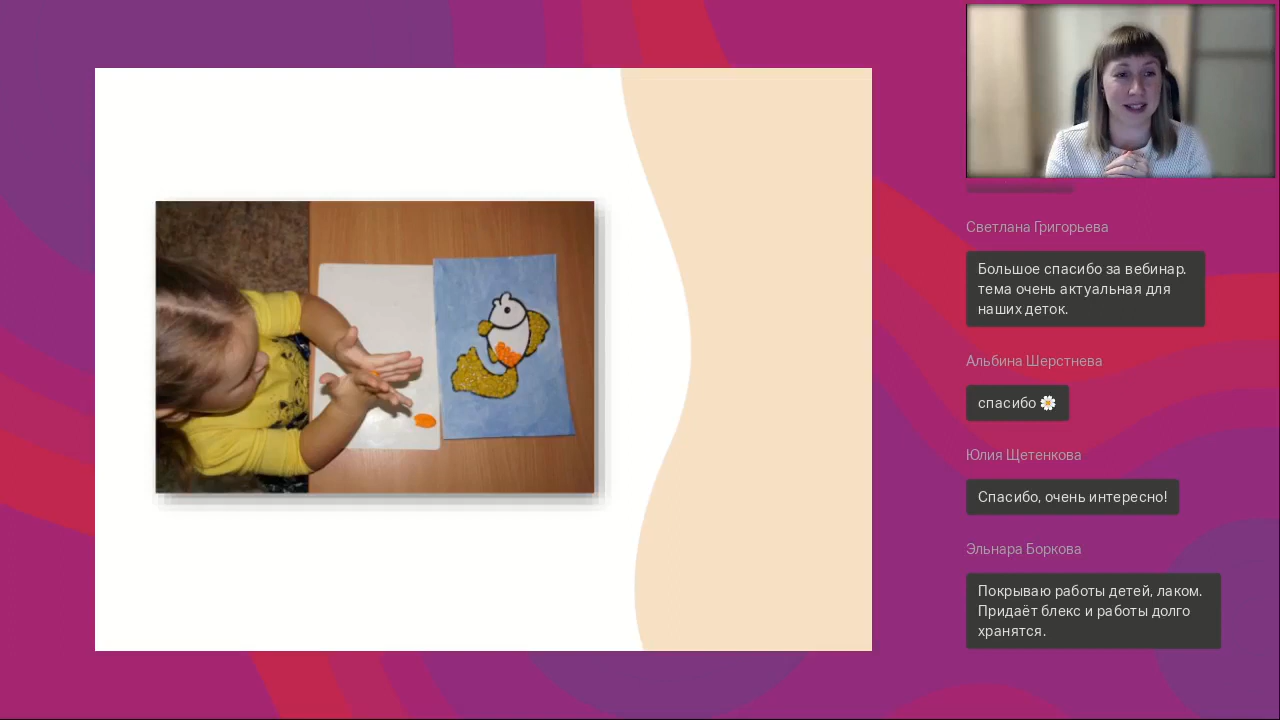 Светлана Григорьева
Большое спасибо за вебинар.
тема очень актуальная для
наших деток.
Альбина Шерстнева
спасибо 🌼
Юлия Щетенкова
Спасибо, очень интересно!
Эльнара Боркова
Покрываю работы детей, лаком.
Придаёт блекс и работы долго
хранятся.